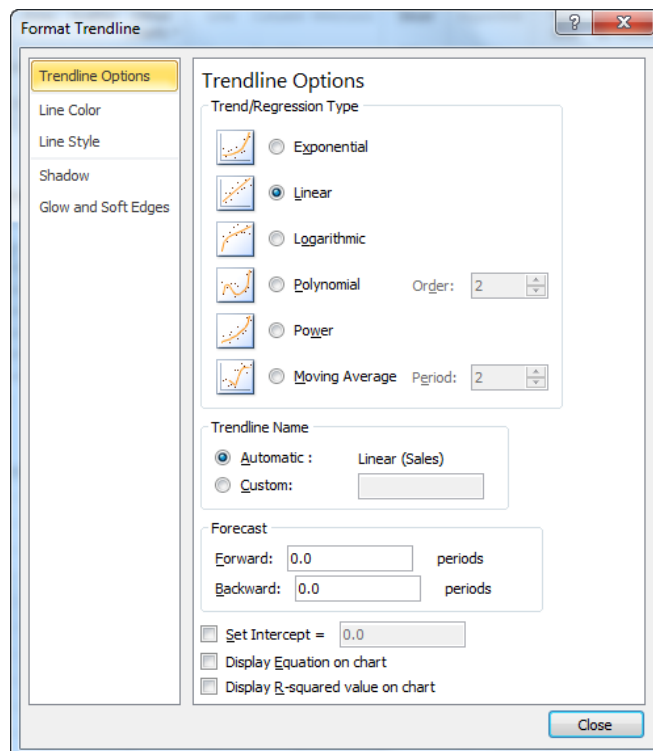 Format Trendline
?
Trendline Options
Line Color
Line Style
Shadow
Glow and Soft Edges
Trendline Options
Trend/Regression Type
Exponential
Linear
Logarithmic
Polynomial Order: 2
Power
Moving Average Period: 2
Trendline Name
Automatic : Linear (Sales)
Custom:
Forecast
Forward: 0.0 periods
Backward: 0.0 periods
Set Intercept = 0.0
Display Equation on chart
Display R-squared value on chart
Close